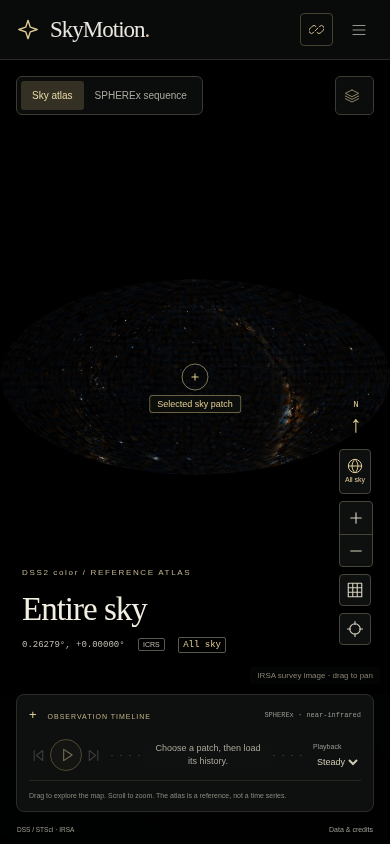 SkyMotion.
Sky atlas
SPHEREx sequence
Selected sky patch
N
All sky
DSS2 color / REFERENCE ATLAS
Entire sky
0.26279°, +0.00000° ICRS All sky
IRSA survey image · drag to pan
OBSERVATION TIMELINE
SPHEREx · near-infrared
Choose a patch, then load
its history.
Playback
Steady
Drag to explore the map. Scroll to zoom. The atlas is a reference, not a time series.
DSS / STScI · IRSA
Data & credits